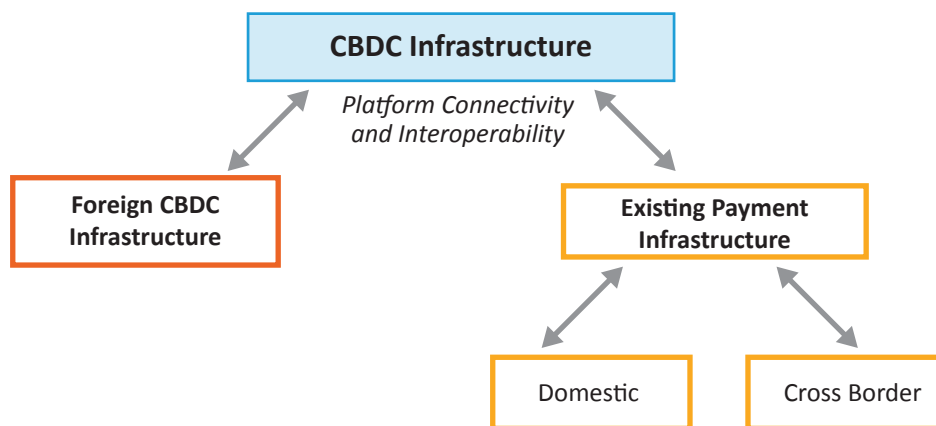 CBDC Infrastructure
Platform Connectivity
and Interoperability
Foreign CBDC
Infrastructure
Existing Payment
Infrastructure
Domestic
Cross Border